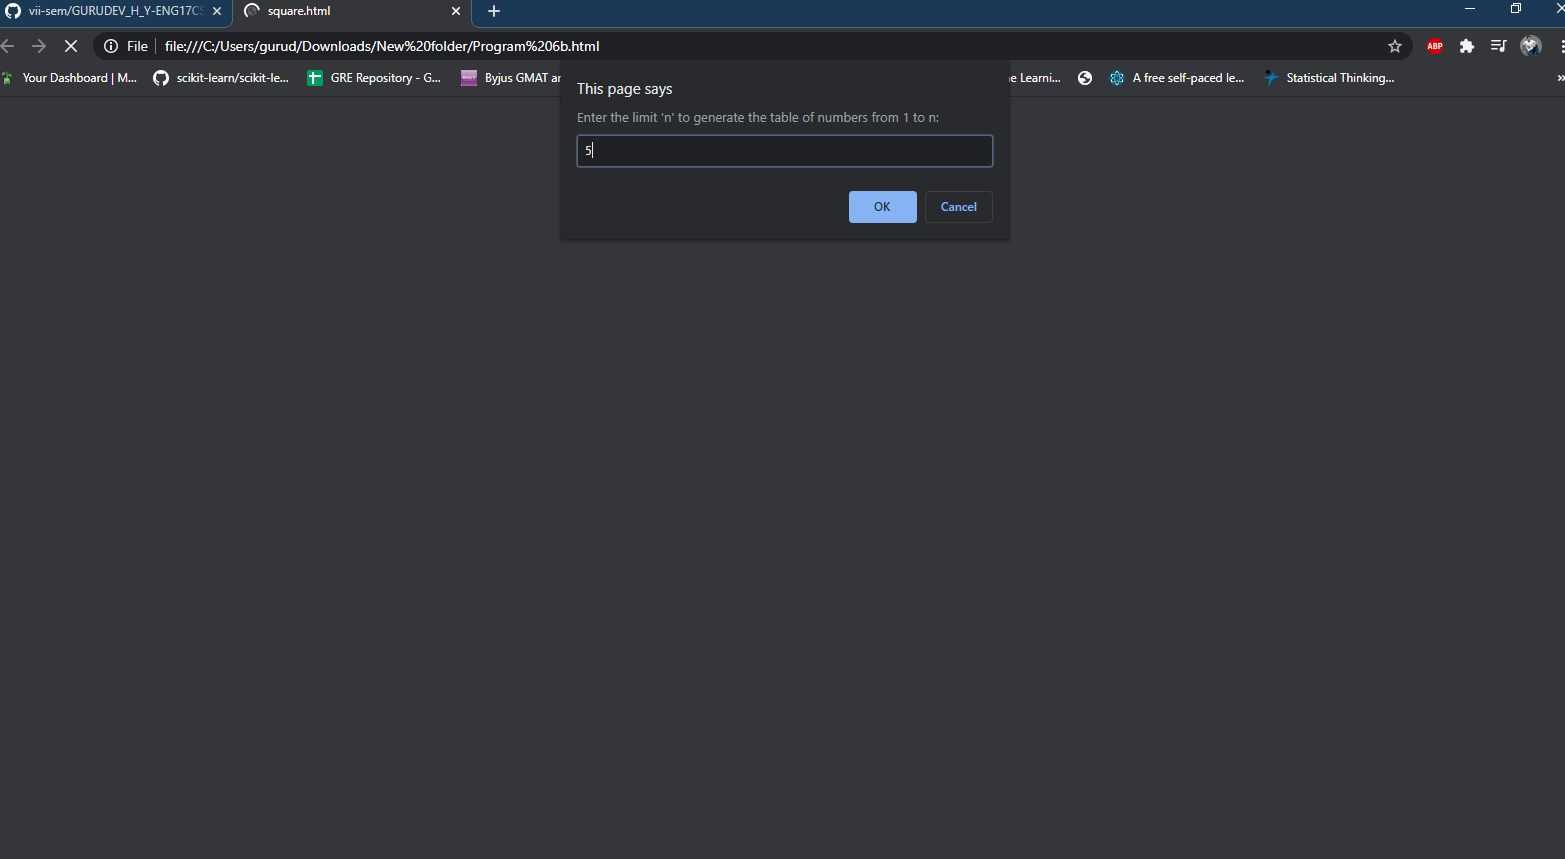 vii-sem/GURUDEV_H_Y-ENG17CS
square.html
File
file:///C:/Users/gurud/Downloads/New%20folder/Program%206b.html
ABP
Your Dashboard | M...
scikit-learn/scikit-le...
GRE Repository - G...
Byjus GMAT an
e Learni...
A free self-paced le...
Statistical Thinking...
»
This page says
Enter the limit 'n' to generate the table of numbers from 1 to n:
5
OK
Cancel